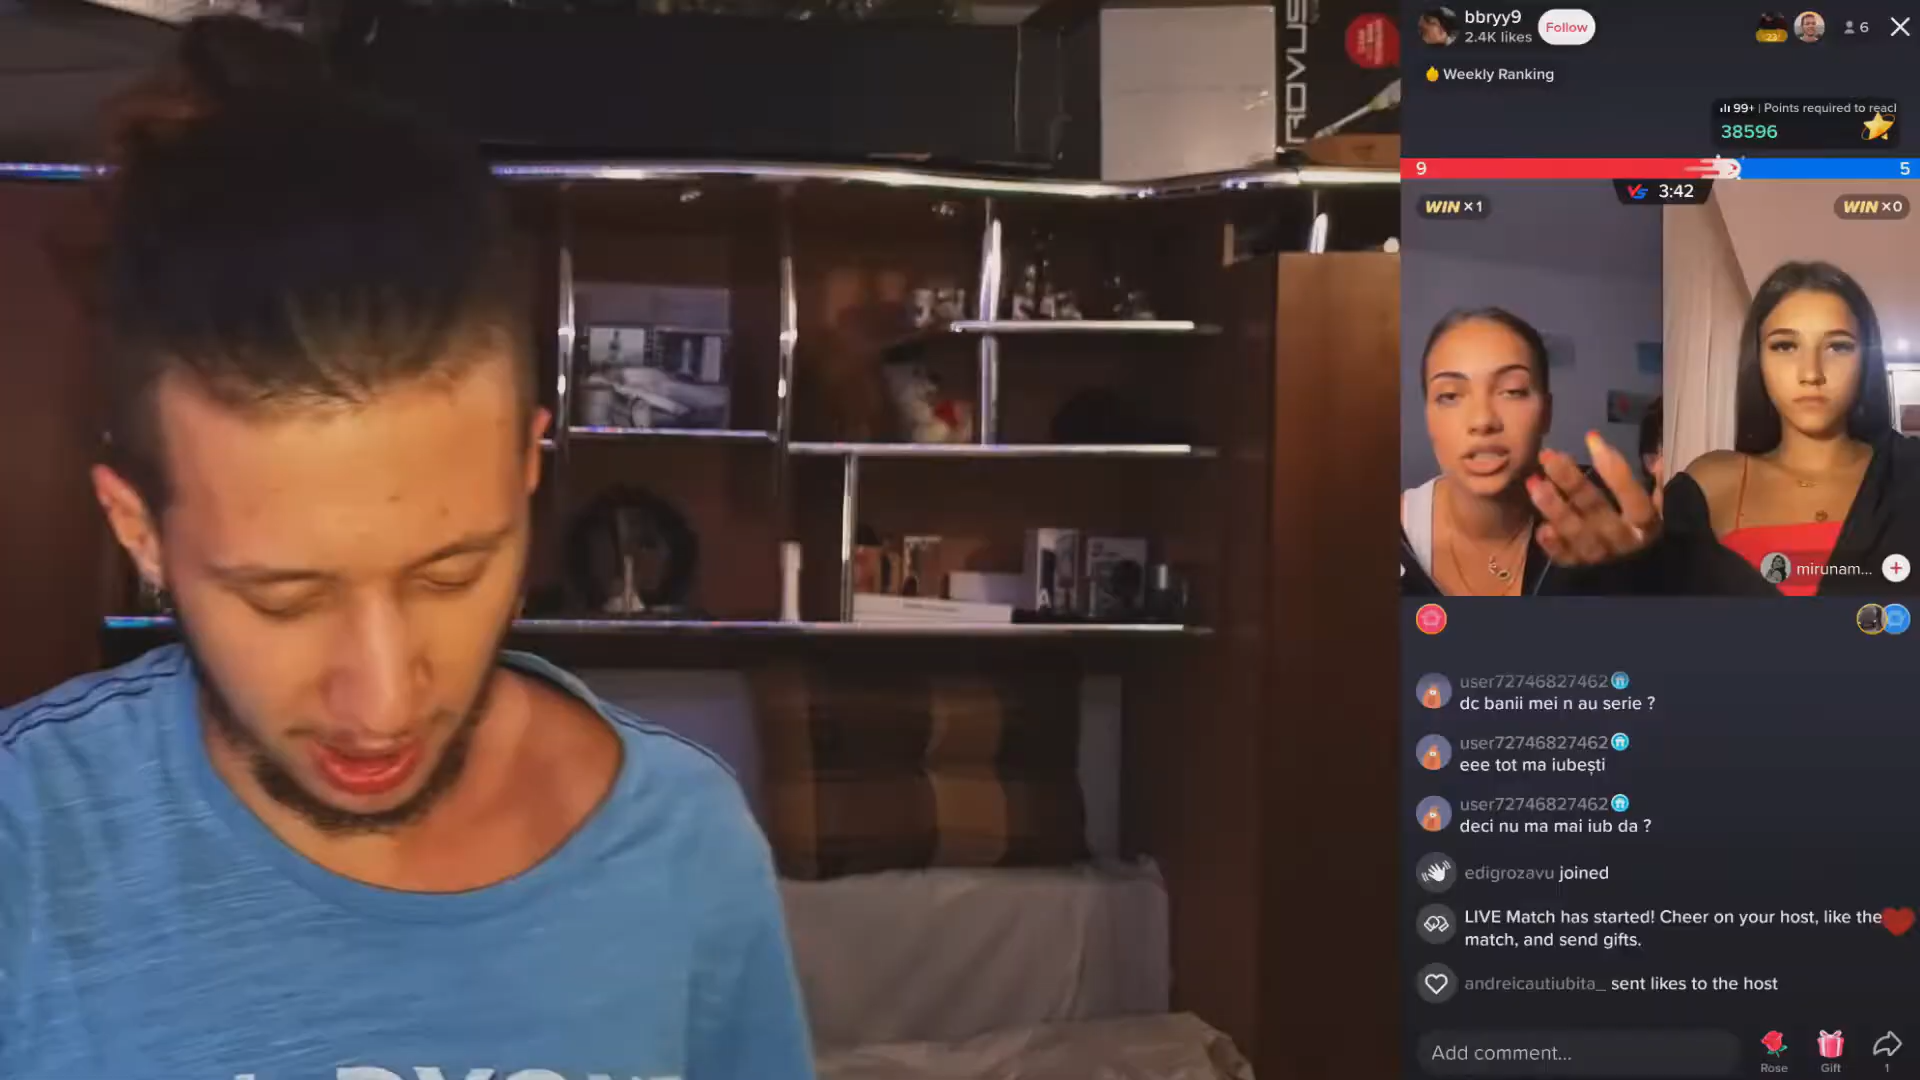 ROVUS
bbryy9
Follow
2.4K likes
23
6
Weekly Ranking
99+ | Points required to reacl
38596
9
5
VS 3:42
WIN ×1
WIN ×0
mirunam...
user72746827462
dc banii mei n au serie ?
user72746827462
eee tot ma iubești
user72746827462
deci nu ma mai iub da ?
edigrozavu joined
LIVE Match has started! Cheer on your host, like the
match, and send gifts.
andreicautiubita_ sent likes to the host
Add comment...
Rose
Gift
1